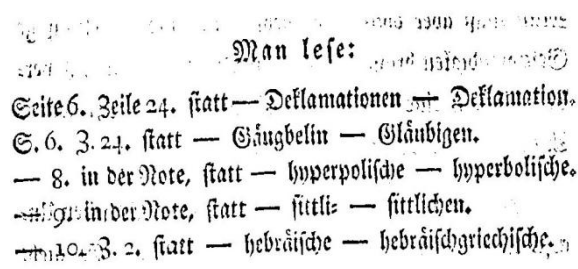 Man leſe:
Seite 6. Zeile 24. ſtatt — Deklamationen — Deklamation.
S. 6. Z. 24. ſtatt — Gäugbelin — Gläubigen.
— 8. in der Note, ſtatt — hyperpoliſche — hyperboliſche.
— 9. in der Note, ſtatt — ſittli⸗ — ſittlichen.
— 10. Z. 2. ſtatt — hebräiſche — hebräiſchgriechiſche.